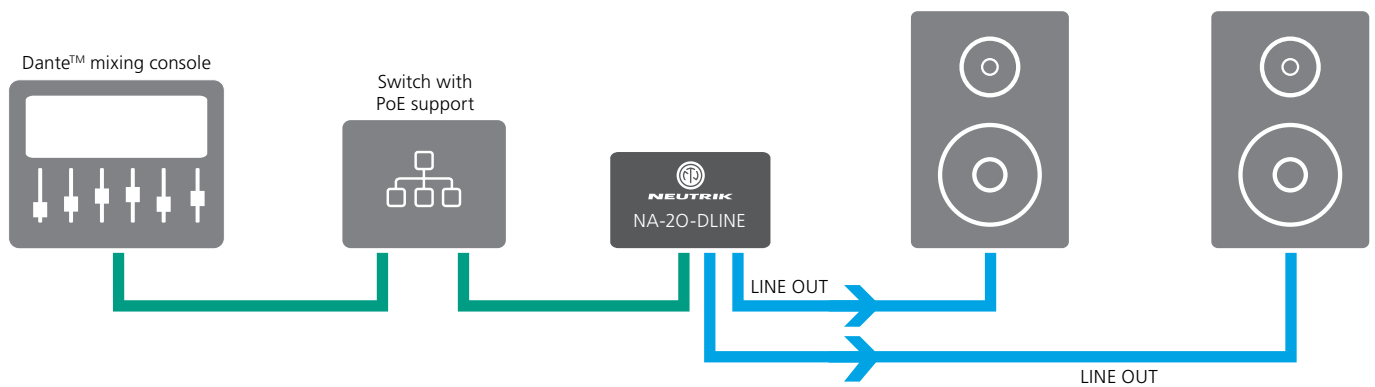 Dante™ mixing console
Switch with
PoE support
NEUTRIK
NA-2O-DLINE
LINE OUT
LINE OUT